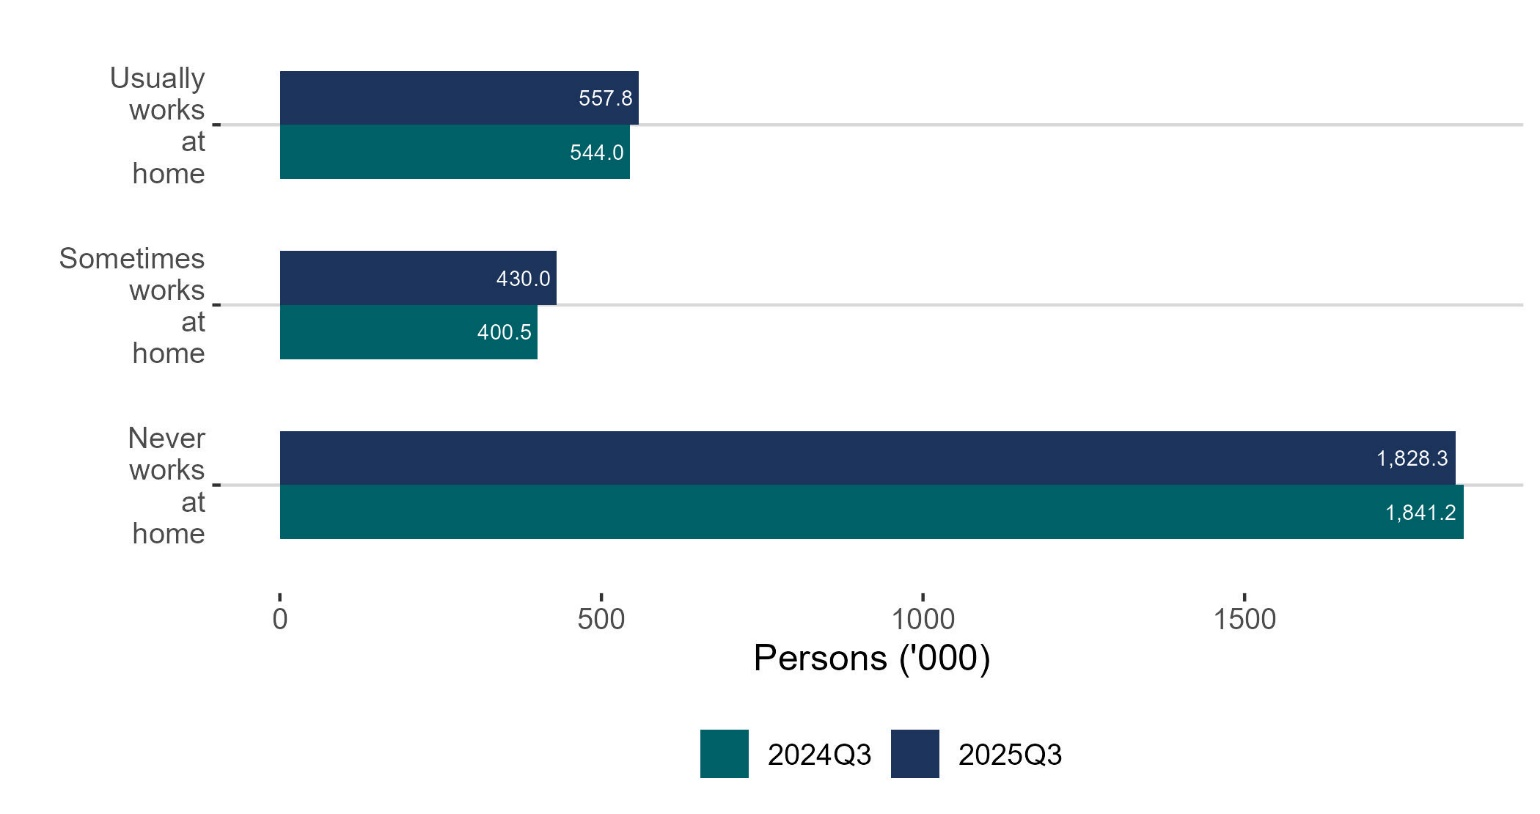 Usually
works
at
home
557.8
544.0
Sometimes
works
at
home
430.0
400.5
Never
works
at
home
1,828.3
1,841.2
0 500 1000 1500
Persons ('000)
2024Q3 2025Q3